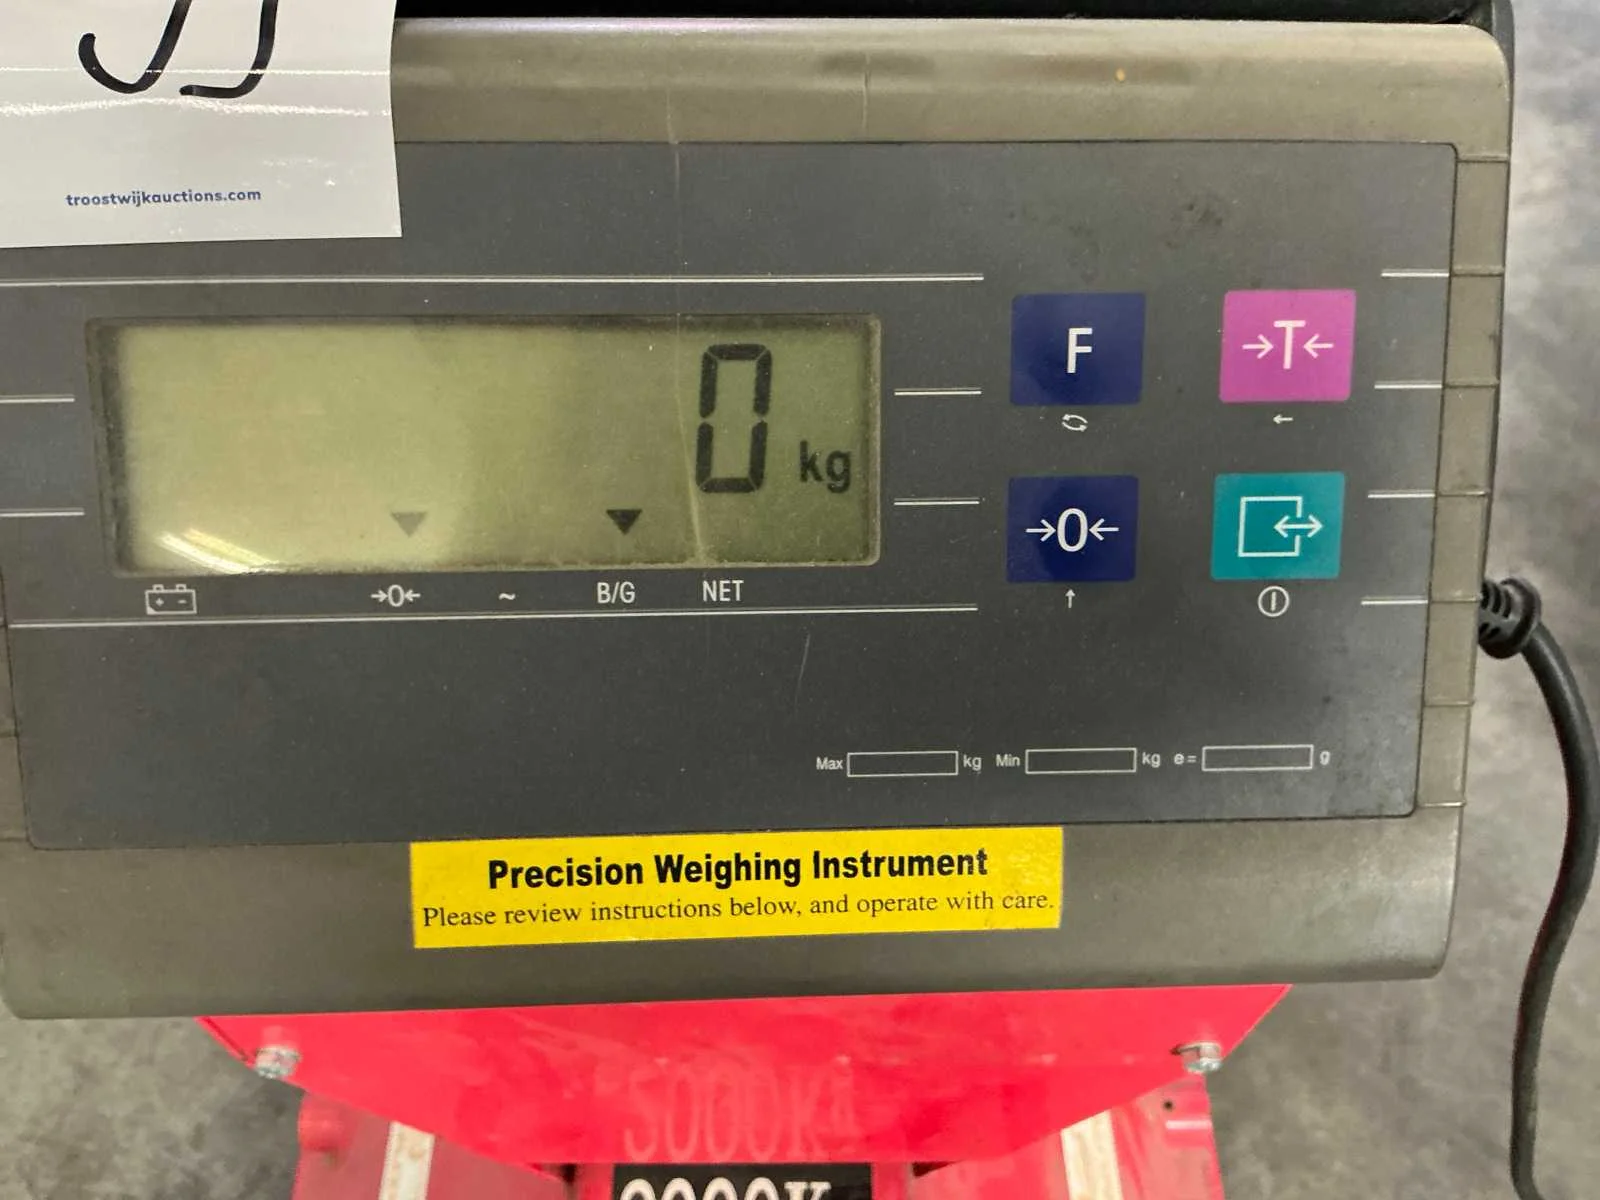 troostwijkauctions.com
0 kg
→0←
~
B/G
NET
F
→T←
→0←
Max kg Min kg e= g
Precision Weighing Instrument
Please review instructions below, and operate with care.
5000KG